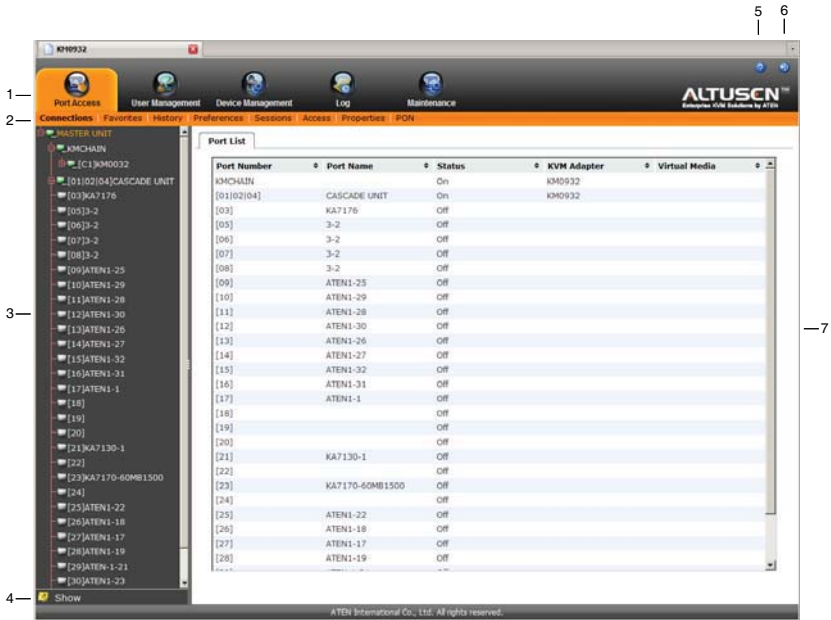 5 6
KM0932
1
Port Access User Management Device Management Log Maintenance
ALTUSEN™
Enterprise KVM Solutions by ATEN
2
Connections Favorites History Preferences Sessions Access Properties PON
MASTER UNIT
KMCHAIN
[C1]KM0032
[01|02|04]CASCADE UNIT
[03]KA7176
[05]3-2
[06]3-2
[07]3-2
[08]3-2
[09]ATEN1-25
[10]ATEN1-29
[11]ATEN1-28
3
[12]ATEN1-30
[13]ATEN1-26
[14]ATEN1-27
[15]ATEN1-32
[16]ATEN1-31
[17]ATEN1-1
[18]
[19]
[20]
[21]KA7130-1
[22]
[23]KA7170-60MB1500
[24]
[25]ATEN1-22
[26]ATEN1-18
[27]ATEN1-17
[28]ATEN1-19
[29]ATEN-1-21
[30]ATEN1-23
4
Show
Port List
Port Number Port Name Status KVM Adapter Virtual Media
KMCHAIN On KM0932
[01|02|04] CASCADE UNIT On KM0932
[03] KA7176 Off
[05] 3-2 Off
[06] 3-2 Off
[07] 3-2 Off
[08] 3-2 Off
[09] ATEN1-25 Off
[10] ATEN1-29 Off
[11] ATEN1-28 Off
[12] ATEN1-30 Off
[13] ATEN1-26 Off
[14] ATEN1-27 Off
[15] ATEN1-32 Off
[16] ATEN1-31 Off
[17] ATEN1-1 Off
[18] Off
[19] Off
[20] Off
[21] KA7130-1 Off
[22] Off
[23] KA7170-60MB1500 Off
[24] Off
[25] ATEN1-22 Off
[26] ATEN1-18 Off
[27] ATEN1-17 Off
[28] ATEN1-19 Off
7
ATEN International Co., Ltd. All rights reserved.